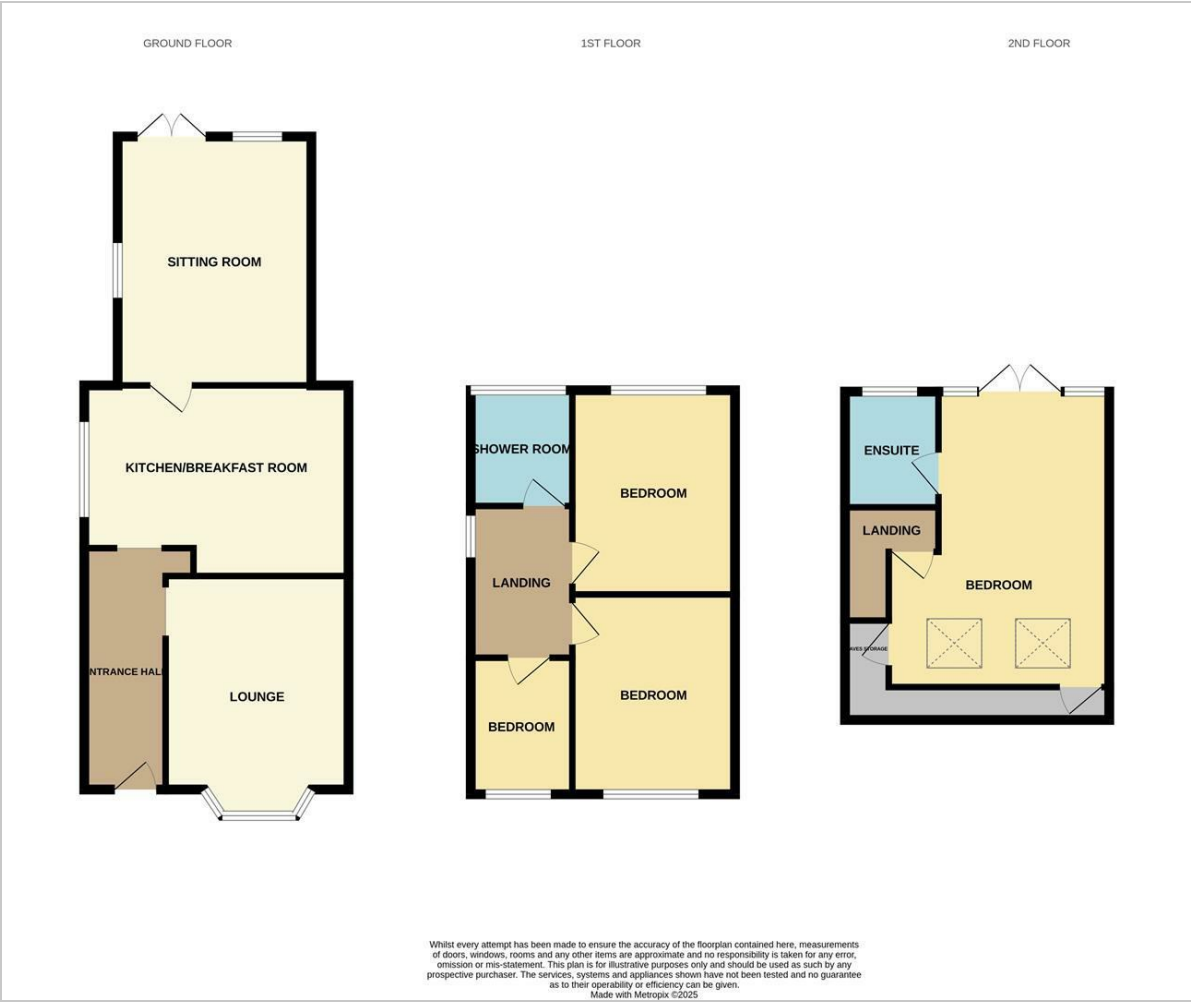 GROUND FLOOR
1ST FLOOR
2ND FLOOR
SITTING ROOM
KITCHEN/BREAKFAST ROOM
NTRANCE HALL
LOUNGE
SHOWER ROOM
BEDROOM
LANDING
BEDROOM
BEDROOM
ENSUITE
LANDING
BEDROOM
AVES STORAGE
Whilst every attempt has been made to ensure the accuracy of the floorplan contained here, measurements
of doors, windows, rooms and any other items are approximate and no responsibility is taken for any error,
omission or mis-statement. This plan is for illustrative purposes only and should be used as such by any
prospective purchaser. The services, systems and appliances shown have not been tested and no guarantee
as to their operability or efficiency can be given.
Made with Metropix ©2025